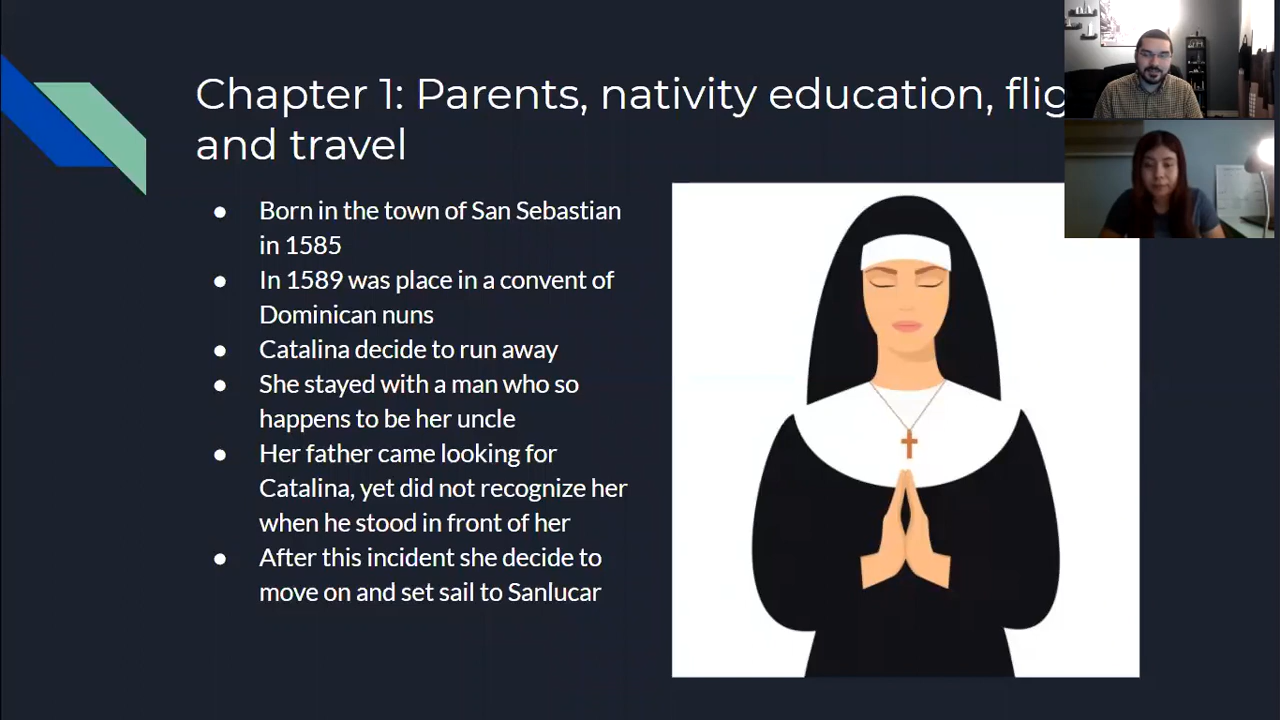 Chapter 1: Parents, nativity education,
and travel
● Born in the town of San Sebastian
in 1585
● In 1589 was place in a convent of
Dominican nuns
● Catalina decide to run away
● She stayed with a man who so
happens to be her uncle
● Her father came looking for
Catalina, yet did not recognize her
when he stood in front of her
● After this incident she decide to
move on and set sail to Sanlucar